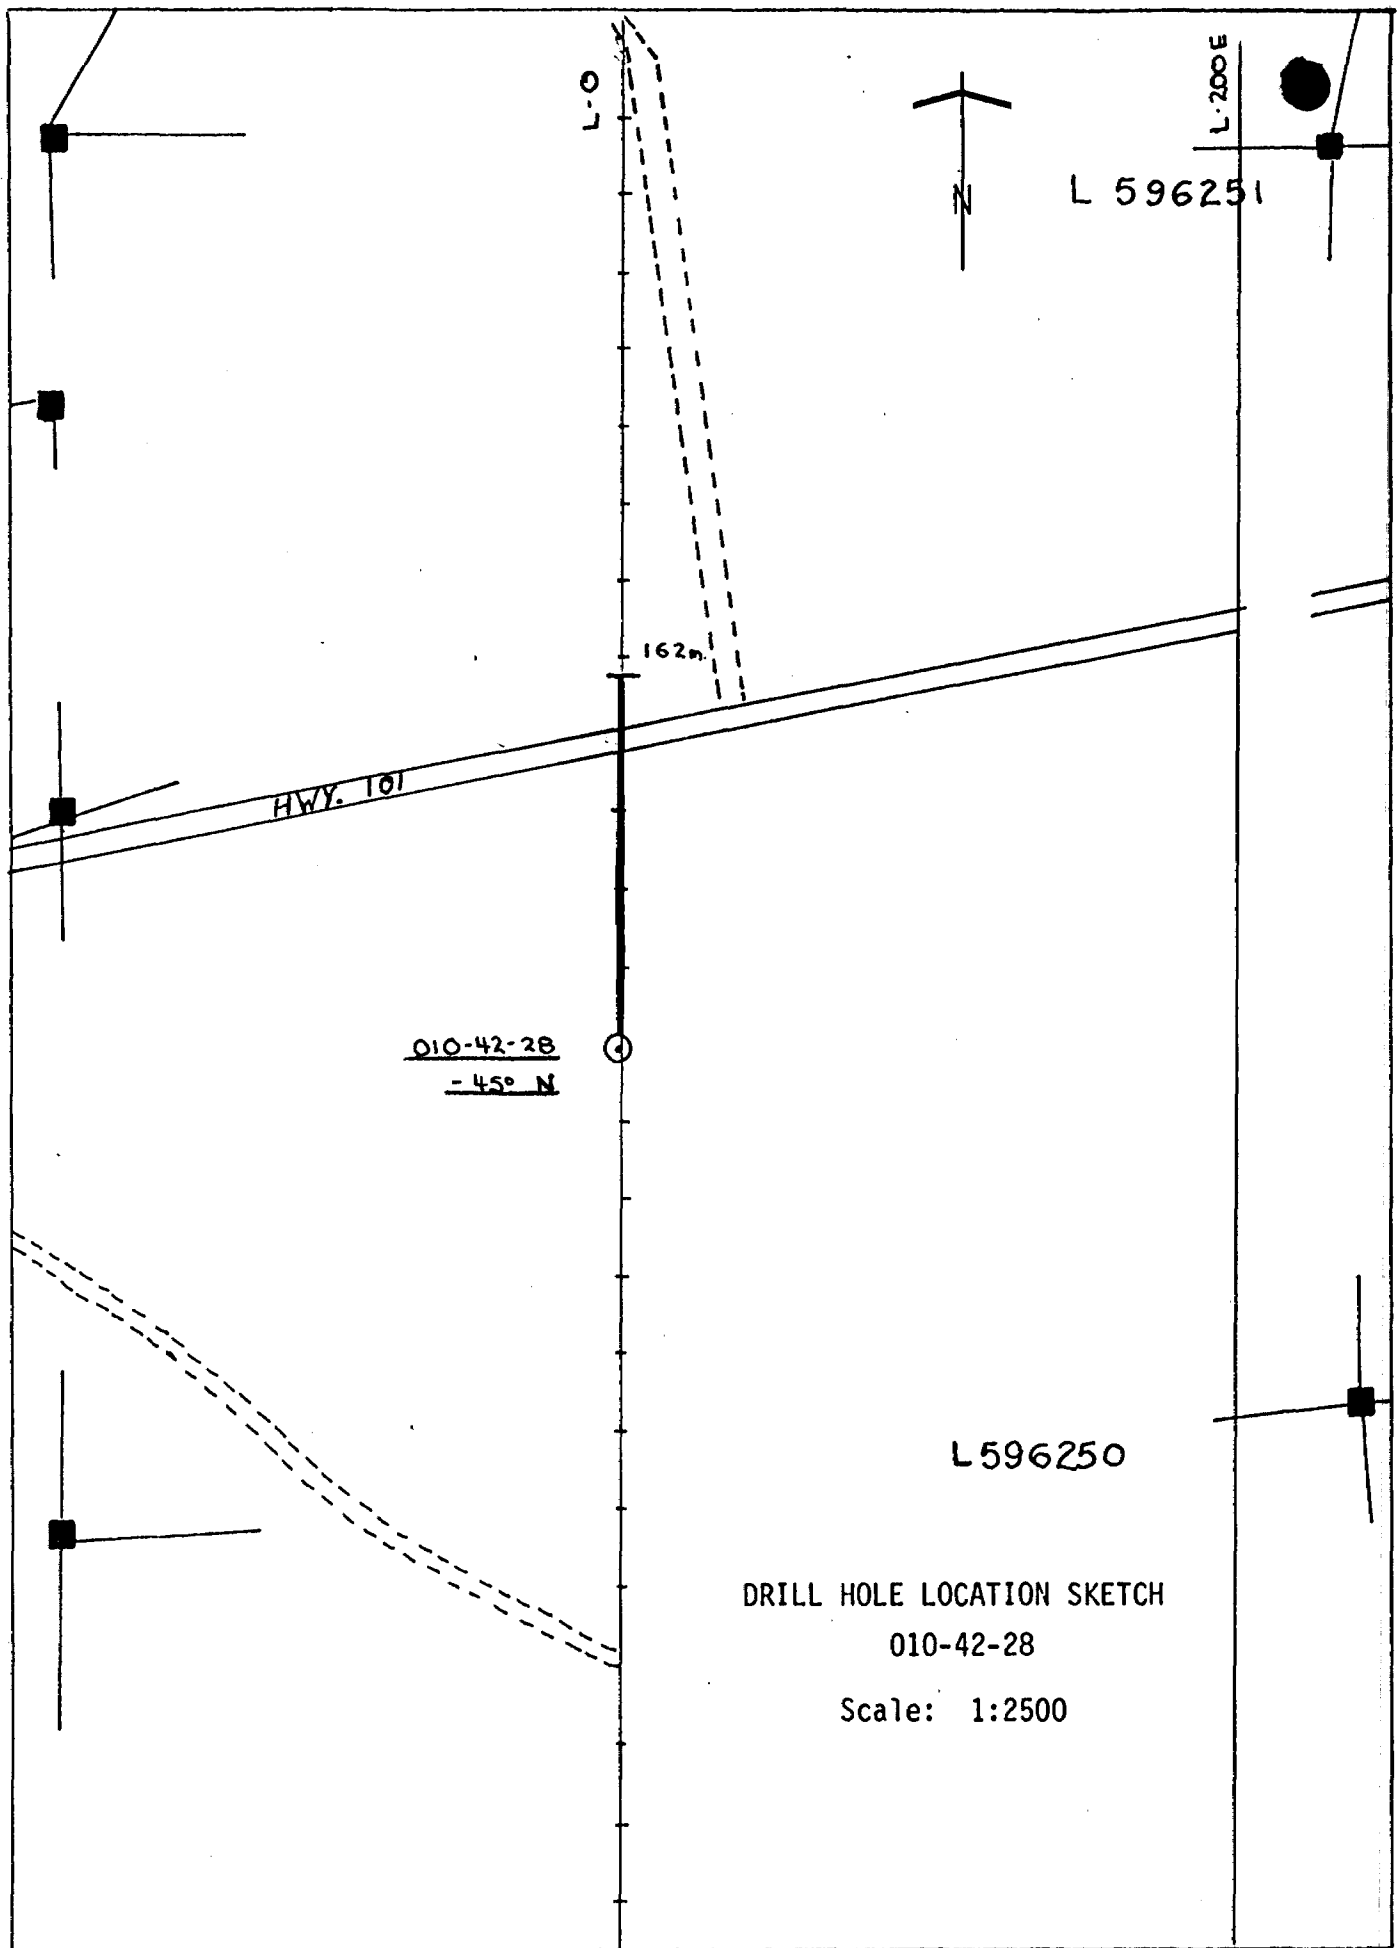 L-0
L-200E
N
L 596251
162m.
HWY. 101
010-42-28
-45° N
L596250
DRILL HOLE LOCATION SKETCH
010-42-28
Scale: 1:2500